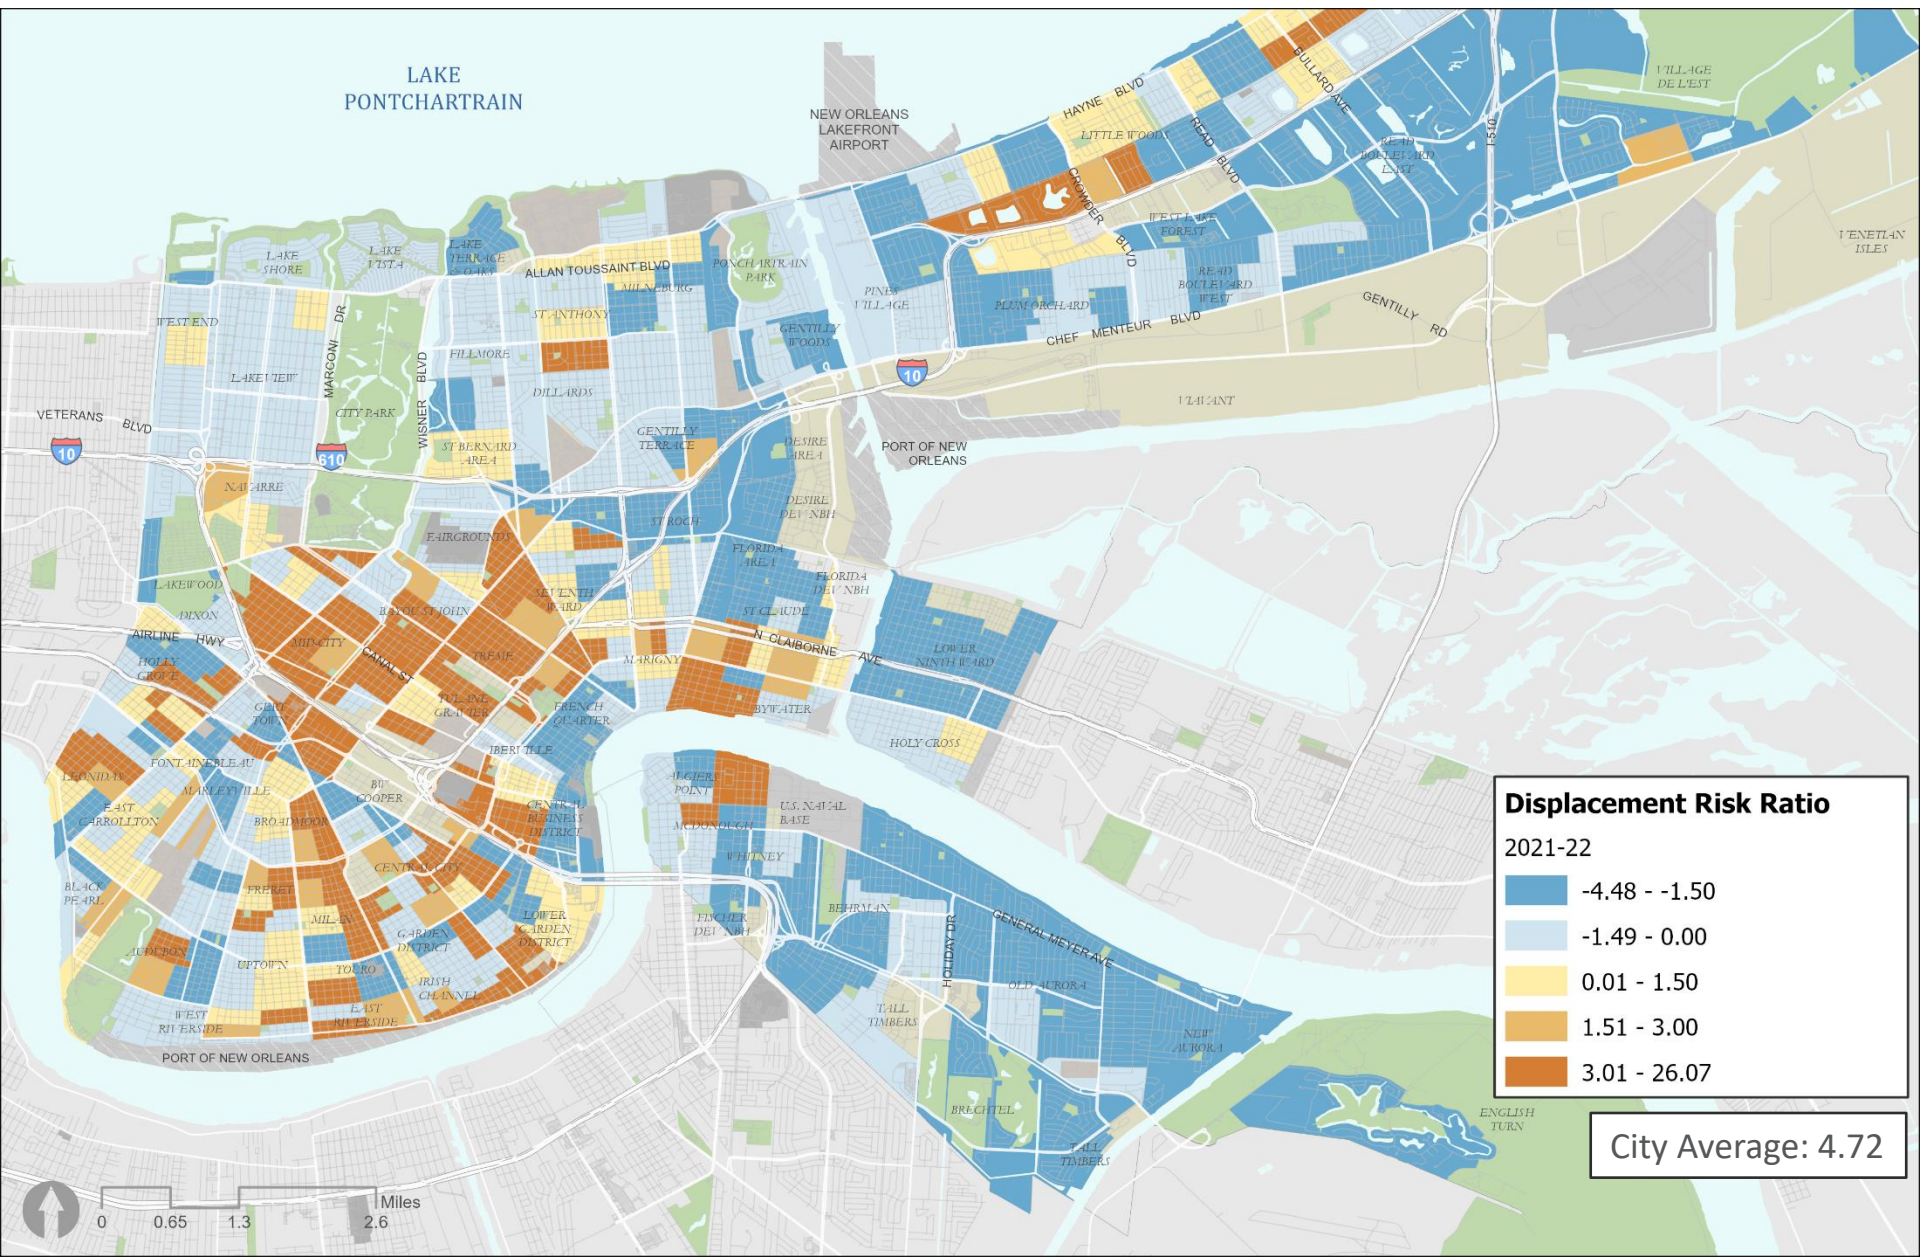 LAKE
PONTCHARTRAIN
NEW ORLEANS
LAKEFRONT
AIRPORT
HAYNE BLVD
BULLARD AVE
VILLAGE
DE L'EST
LITTLE WOODS
READ BLVD
READ
BOULEVARD
EAST
I-510
CROWDER BLVD
WEST LAKE
FOREST
VENETIAN
ISLES
LAKE
SHORE
LAKE
VISTA
LAKE
TERRACE
& OAKS
ALLAN TOUSSAINT BLVD
MILNEBURG
PONCHARTRAIN
PARK
PINES
VILLAGE
PLUM ORCHARD
READ
BOULEVARD
WEST
GENTILLY RD
CHEF MENTEUR BLVD
WEST END
MARCONI DR
ST ANTHONY
GENTILLY
WOODS
FILLMORE
LAKEVIEW
WISNER BLVD
DILLARDS
10
VIAVANT
CITY PARK
VETERANS BLVD
10
610
ST BERNARD
AREA
GENTILLY
TERRACE
DESIRE
AREA
PORT OF NEW
ORLEANS
NAVARRE
DESIRE
DEV NBH
ST ROCH
FAIRGROUNDS
FLORIDA
AREA
FLORIDA
DEV NBH
LAKEWOOD
DIXON
BAYOU ST JOHN
SEVENTH
WARD
ST CLAUDE
AIRLINE HWY
MID-CITY
CANAL ST
TREME
MARIGNY
N CLAIBORNE AVE
LOWER
NINTH WARD
HOLLY
GROVE
GERT
TOWN
TULANE
GRAVIER
FRENCH
QUARTER
BYWATER
IBERVILLE
HOLY CROSS
LEONIDAS
FONTAINEBLEAU
MARLEYVILLE
BW
COOPER
ALGIERS
POINT
U.S. NAVAL
BASE
EAST
CARROLLTON
BROADMOOR
CENTRAL
BUSINESS
DISTRICT
MCDONOUGH
WHITNEY
CENTRAL CITY
BLACK
PEARL
FRERET
MILAN
GARDEN
DISTRICT
LOWER
GARDEN
DISTRICT
FISCHER
DEV NBH
BEHRMAN
HOLIDAY DR
GENERAL MEYER AVE
AUDUBON
UPTOWN
TOURO
IRISH
CHANNEL
OLD AURORA
WEST
RIVERSIDE
EAST
RIVERSIDE
TALL
TIMBERS
NEW
AURORA
PORT OF NEW ORLEANS
BRECHTEL
TALL
TIMBERS
ENGLISH
TURN
Displacement Risk Ratio
2021-22
-4.48 - -1.50
-1.49 - 0.00
0.01 - 1.50
1.51 - 3.00
3.01 - 26.07
City Average: 4.72
Miles
0 0.65 1.3 2.6